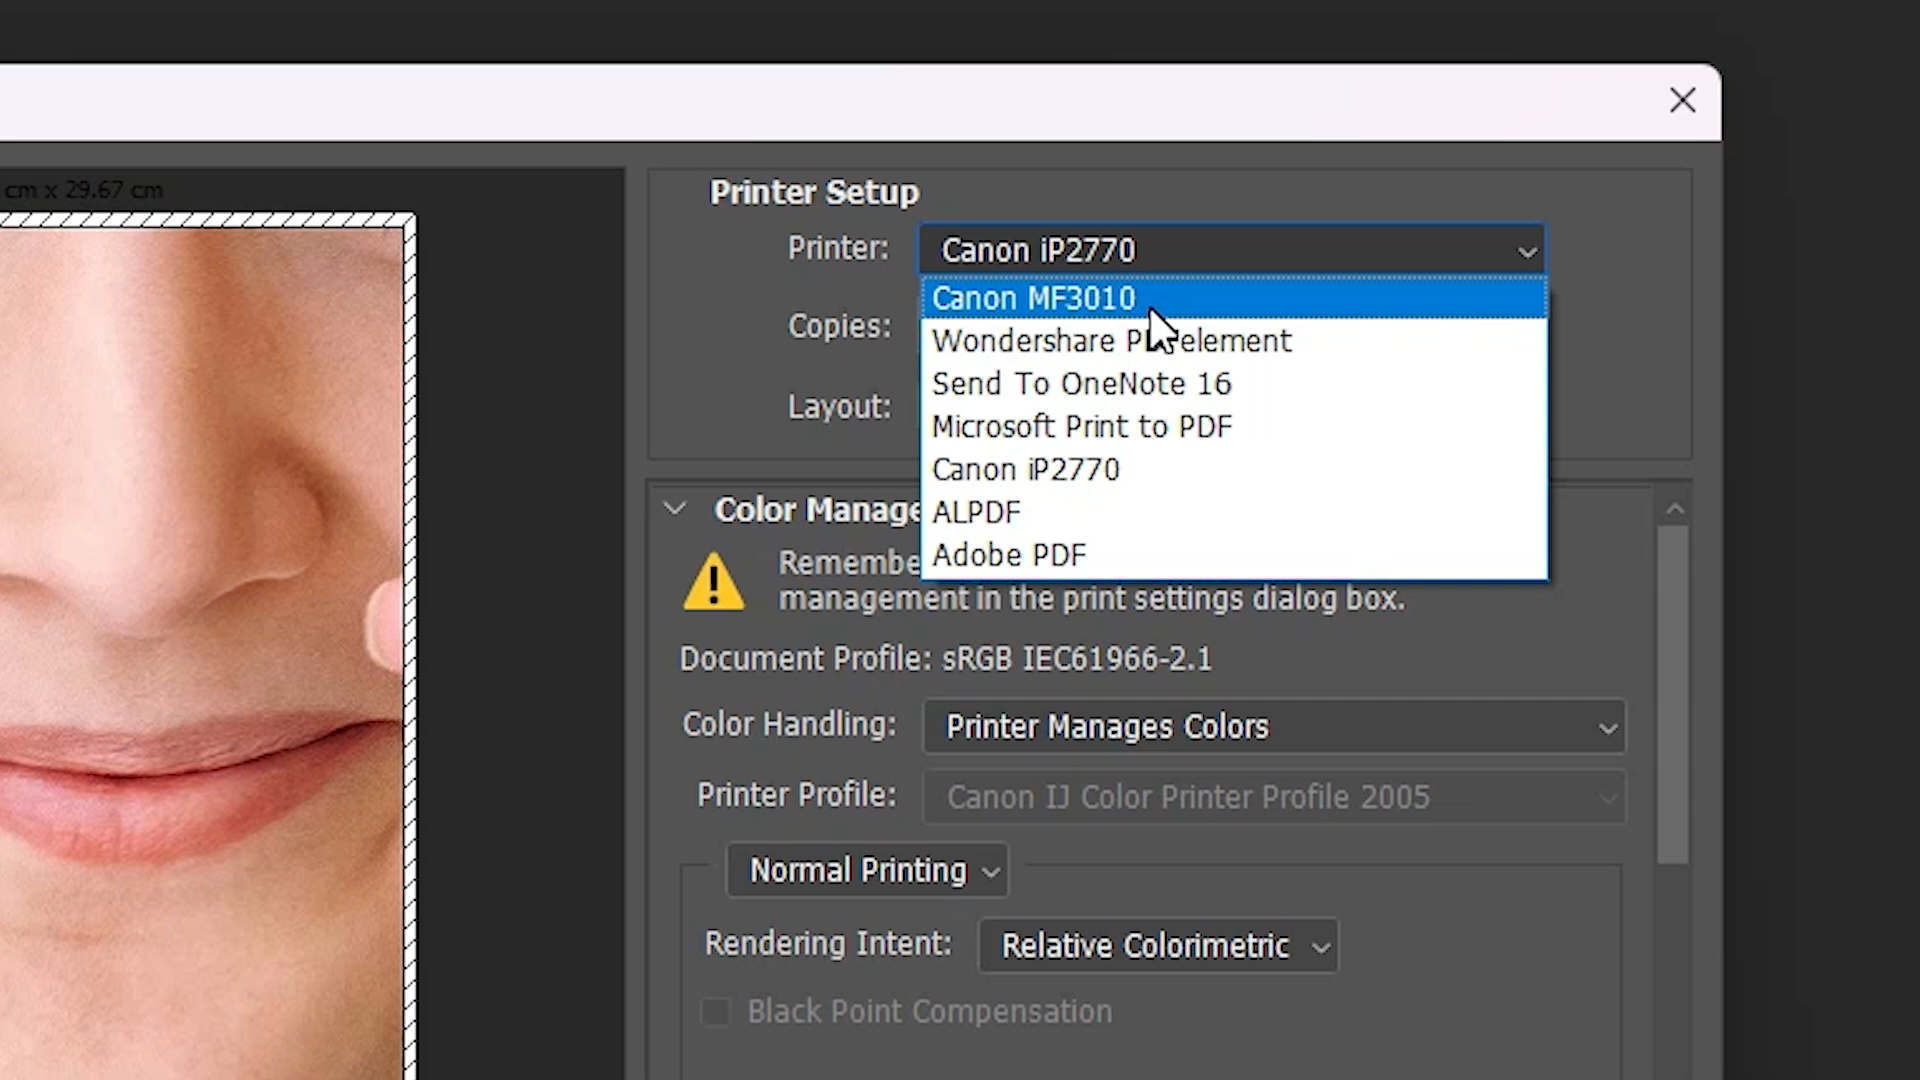 cm x 29.67 cm
Printer Setup
Printer: Canon iP2770
Canon MF3010
Copies:
Wondershare element
Send To OneNote 16
Layout:
Microsoft Print to PDF
Canon iP2770
Color Manage
ALPDF
Adobe PDF
Remembe
management in the print settings dialog box.
Document Profile: sRGB IEC61966-2.1
Color Handling: Printer Manages Colors
Printer Profile: Canon IJ Color Printer Profile 2005
Normal Printing
Rendering Intent: Relative Colorimetric
Black Point Compensation